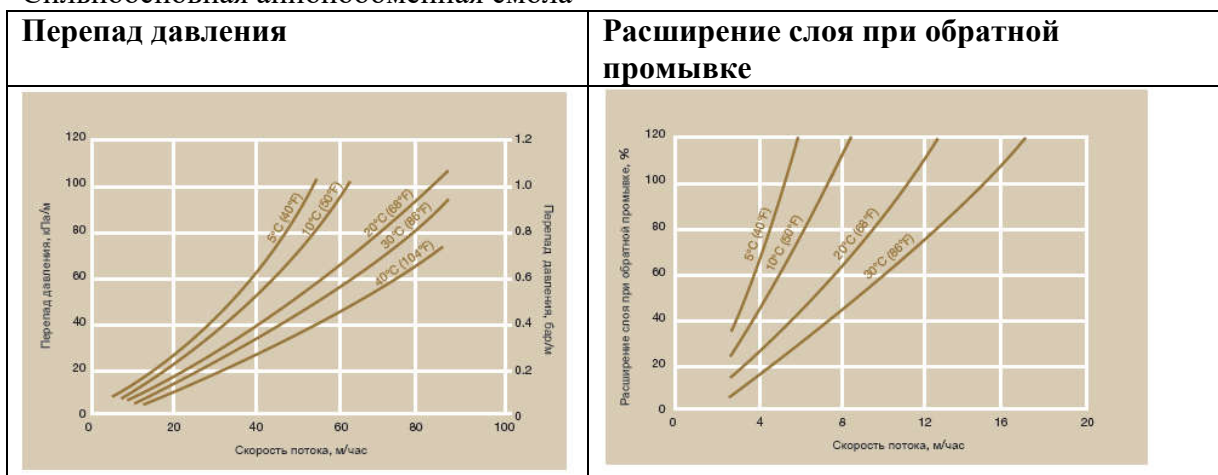 Сильноосновная анионообменная смола
Перепад давления
Расширение слоя при обратной
промывке
120
100
80
60
40
20
0
Перепад давления, кПа/м
5°C (40°F)
10°C (50°F)
20°C (68°F)
30°C (86°F)
40°C (104°F)
1.2
1.0
0.8
0.6
0.4
0.2
0
Перепад давления, бар/м
0 20 40 60 80 100
Скорость потока, м/час
120
100
80
60
40
20
0
Расширение слоя при обратной промывке, %
5°C (40°F)
10°C (50°F)
20°C (68°F)
30°C (86°F)
0 4 8 12 16 20
Скорость потока, м/час